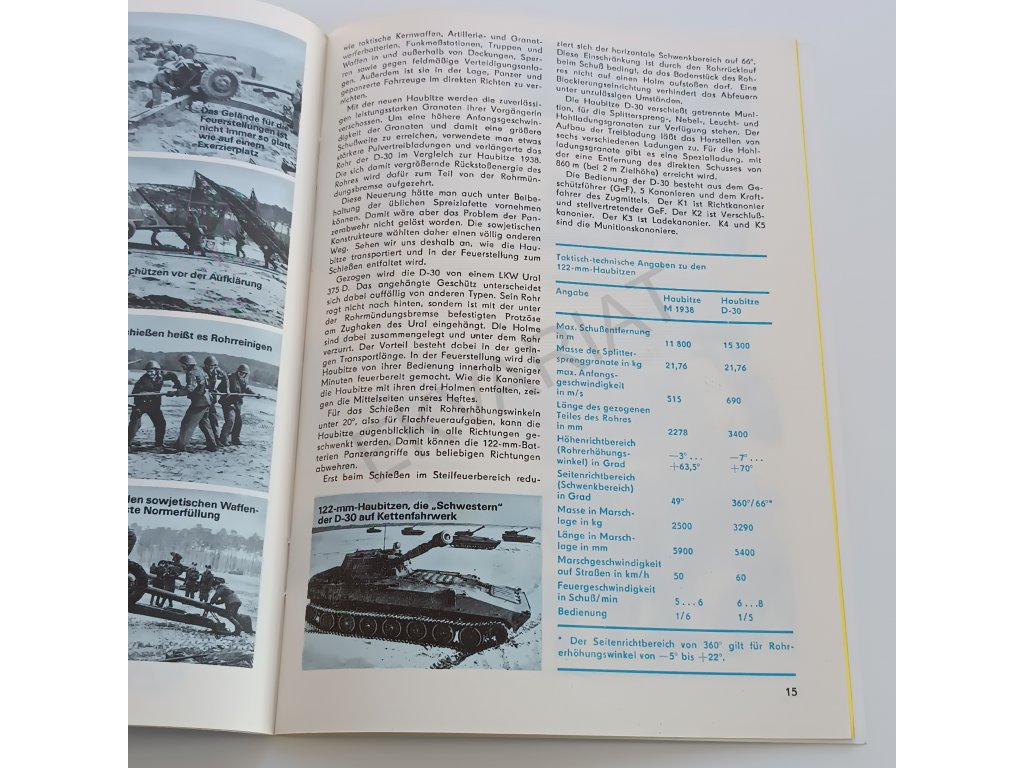 Das Gelände für die
Feuerstellungen ist
nicht immer so glatt
wie auf einem
Exerzierplatz
schützen vor der Aufklärung
schießen heißt es Rohrreinigen
den sowjetischen Waffen-
Normerfüllung
wie taktische Kernwaffen, Artillerie- und Granat-
werferbatterien, Funkmeßstationen, Truppen und
Waffen in und außerhalb von Deckungen, Sper-
ren sowie gegen feldmäßige Verteidigungsanla-
gen. Außerdem ist sie in der Lage, Panzer und
gepanzerte Fahrzeuge im direkten Richten zu ver-
nichten.
Mit der neuen Haubitze werden die zuverlässi-
gen leistungsstarken Granaten ihrer Vorgängerin
verschossen. Um eine höhere Anfangsgeschwin-
digkeit der Granaten und damit eine größere
Schußweite zu erreichen, verwendete man etwas
stärkere Pulvertreibladungen und verlängerte das
Rohr der D-30 im Vergleich zur Haubitze 1938.
Die sich damit vergrößernde Rückstoßenergie des
Rohres wird dafür zum Teil von der Rohrmün-
dungsbremse aufgezehrt.
Diese Neuerung hätte man auch unter Beibe-
haltung der üblichen Spreizlafette vornehmen
können. Damit wäre aber das Problem der Pan-
zerabwehr nicht gelöst worden. Die sowjetischen
Konstrukteure wählten daher einen völlig anderen
Weg. Sehen wir uns deshalb an, wie die Hau-
bitze transportiert und in der Feuerstellung zum
Schießen entfaltet wird.
Gezogen wird die D-30 von einem LKW Ural
375 D. Das angehängte Geschütz unterscheidet
sich dabei auffällig von anderen Typen. Sein Rohr
ragt nicht nach hinten, sondern ist mit der unter
der Rohrmündungsbremse befestigten Protzöse
am Zughaken des Ural eingehängt. Die Holme
sind dabei zusammengelegt und unter dem Rohr
verzurrt. Der Vorteil besteht dabei in der gerin-
gen Transportlänge. In der Feuerstellung wird die
Haubitze von ihrer Bedienung innerhalb weniger
Minuten feuerbereit gemacht. Wie die Kanoniere
die Haubitze mit ihren drei Holmen entfalten, zei-
gen die Mittelseiten unseres Heftes.
Für das Schießen mit Rohrerhöhungswinkeln
unter 20°, also für Flachfeueraufgaben, kann die
Haubitze augenblicklich in alle Richtungen ge-
schwenkt werden. Damit können die 122-mm-Bat-
terien Panzerangriffe aus beliebigen Richtungen
abwehren.
Erst beim Schießen im Steilfeuerbereich redu-
122-mm-Haubitzen, die „Schwestern“
der D-30 auf Kettenfahrwerk
ziert sich der horizontale Schwenkbereich auf 66°.
Diese Einschränkung ist durch den Rohrrücklauf
beim Schuß bedingt, da das Bodenstück des Roh-
res nicht auf einen Holm aufstoßen darf. Eine
Blockierungseinrichtung verhindert das Abfeuern
unter unzulässigen Umständen.
Die Haubitze D-30 verschießt getrennte Muni-
tion, für die Splitterspreng-, Nebel-, Leucht- und
Hohlladungsgranaten zur Verfügung stehen. Der
Aufbau der Treibladung läßt das Herstellen von
sechs verschiedenen Ladungen zu. Für die Hohl-
ladungsgranate gibt es eine Spezialladung, mit
der eine Entfernung des direkten Schusses von
860 m (bei 2 m Zielhöhe) erreicht wird.
Die Bedienung der D-30 besteht aus dem Ge-
schützführer (GeF), 5 Kanonieren und dem Kraft-
fahrer des Zugmittels. Der K1 ist Richtkanonier
und stellvertretender GeF. Der K2 ist Verschluß-
kanonier. Der K3 ist Ladekanonier. K4 und K5
sind die Munitionskanoniere.
Taktisch-technische Angaben zu den
122-mm-Haubitzen
Angabe Haubitze Haubitze
M 1938 D-30
Max. Schußentfernung
in m 11 800 15 300
Masse der Splitter-
sprenggranate in kg 21,76 21,76
max. Anfangs-
geschwindigkeit
in m/s 515 690
Länge des gezogenen
Teiles des Rohres
in mm 2278 3400
Höhenrichtbereich
(Rohrerhöhungs- —3° ... —7° ...
winkel) in Grad +63,5° +70°
Seitenrichtbereich
(Schwenkbereich)
in Grad 49° 360°/66°*
Masse in Marsch-
lage in kg 2500 3290
Länge in Marsch-
lage in mm 5900 5400
Marschgeschwindigkeit
auf Straßen in km/h 50 60
Feuergeschwindigkeit
in Schuß/min 5 ... 6 6 ... 8
Bedienung 1/6 1/5
* Der Seitenrichtbereich von 360° gilt für Rohr-
erhöhungswinkel von —5° bis +22°.
15